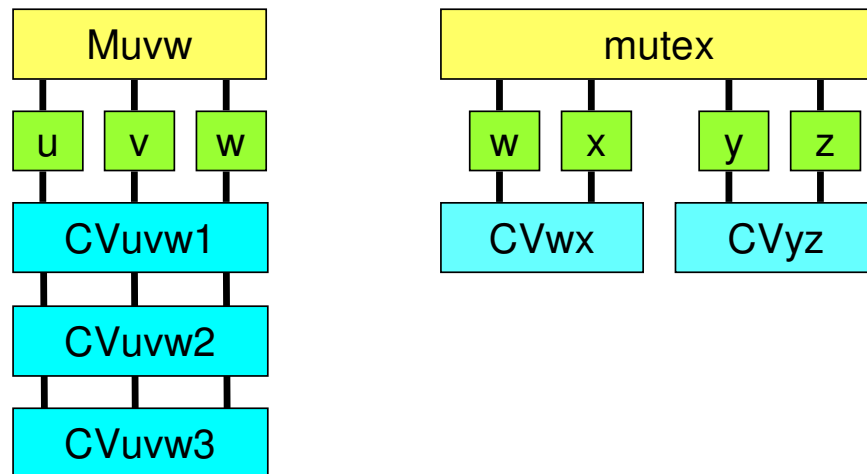 Muvw
mutex
u v w
w x y z
CVuvw1
CVwx CVyz
CVuvw2
CVuvw3